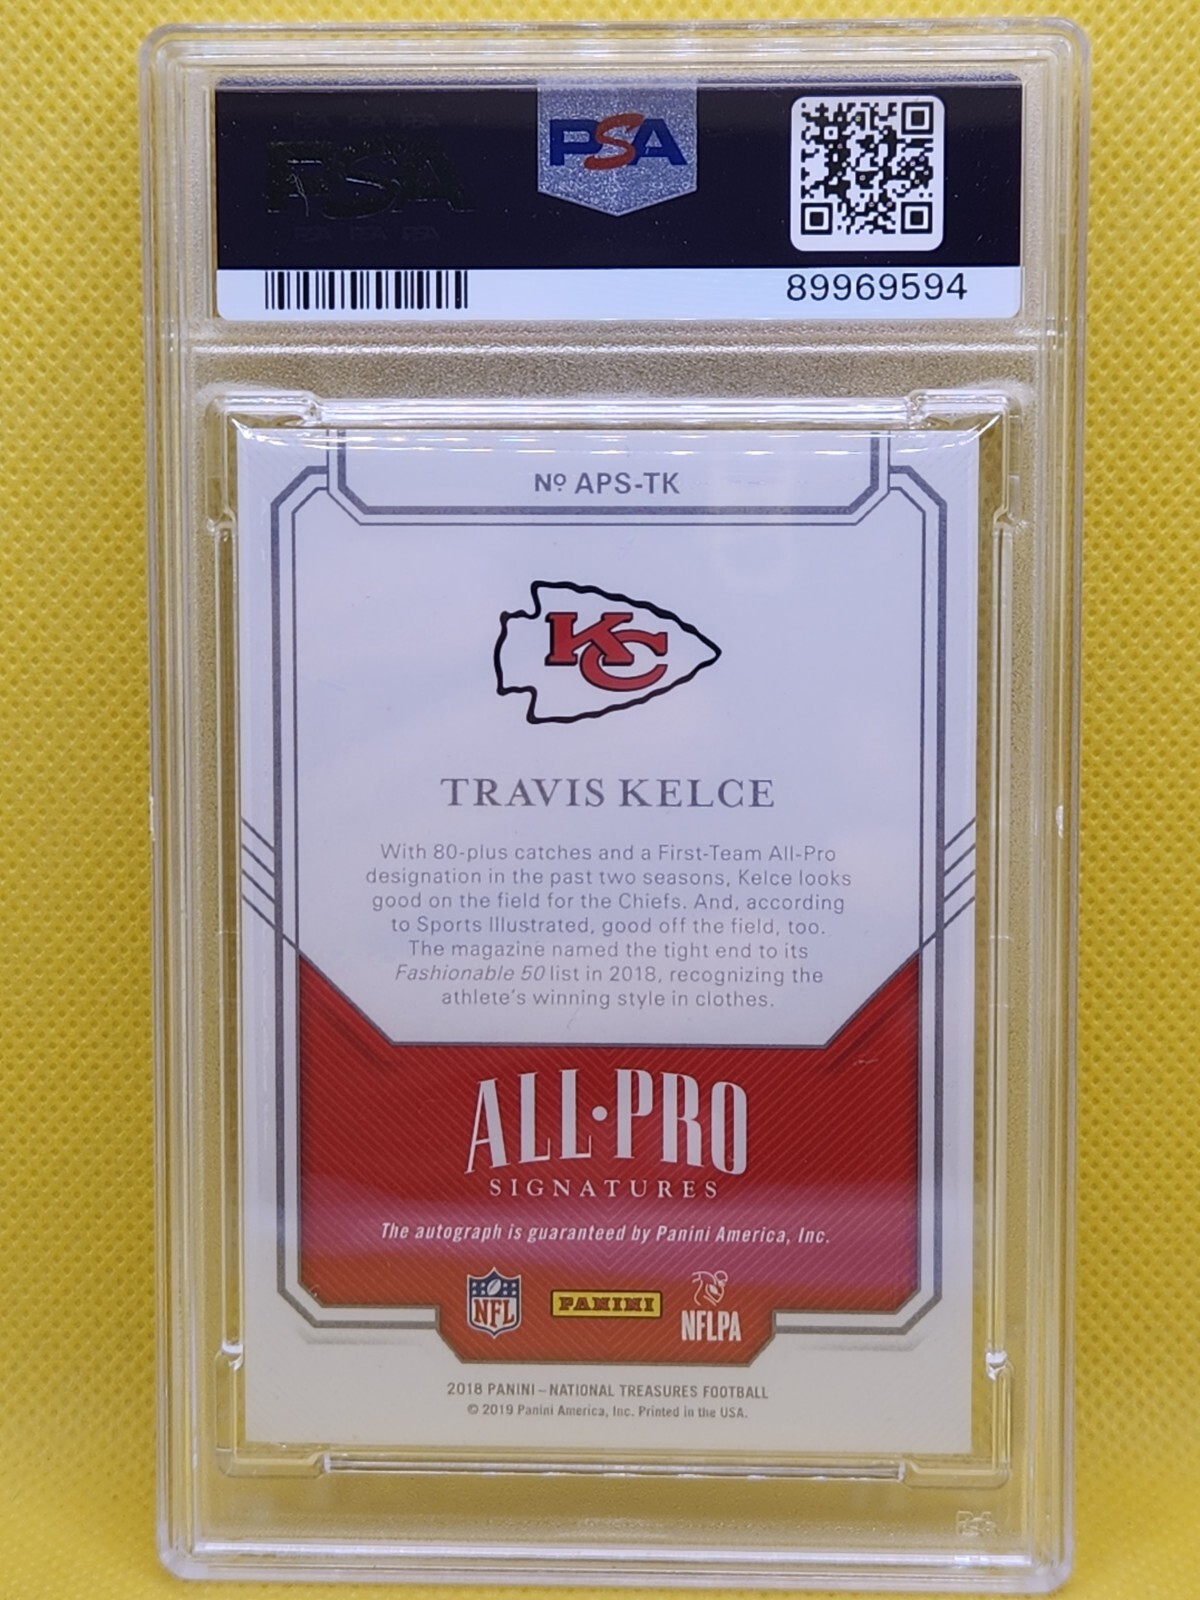 PSA
89969594
Nº APS-TK
KC
TRAVIS KELCE
With 80-plus catches and a First-Team All-Pro
designation in the past two seasons, Kelce looks
good on the field for the Chiefs. And, according
to Sports Illustrated, good off the field, too.
The magazine named the tight end to its
Fashionable 50 list in 2018, recognizing the
athlete's winning style in clothes.
ALL·PRO
SIGNATURES
The autograph is guaranteed by Panini America, Inc.
NFL PANINI NFLPA
2018 PANINI – NATIONAL TREASURES FOOTBALL
© 2019 Panini America, Inc. Printed in the USA.